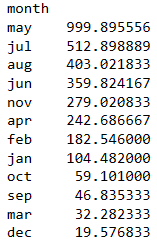 month
may 999.895556
jul 512.898889
aug 403.021833
jun 359.824167
nov 279.020833
apr 242.686667
feb 182.546000
jan 104.482000
oct 59.101000
sep 46.835333
mar 32.282333
dec 19.576833